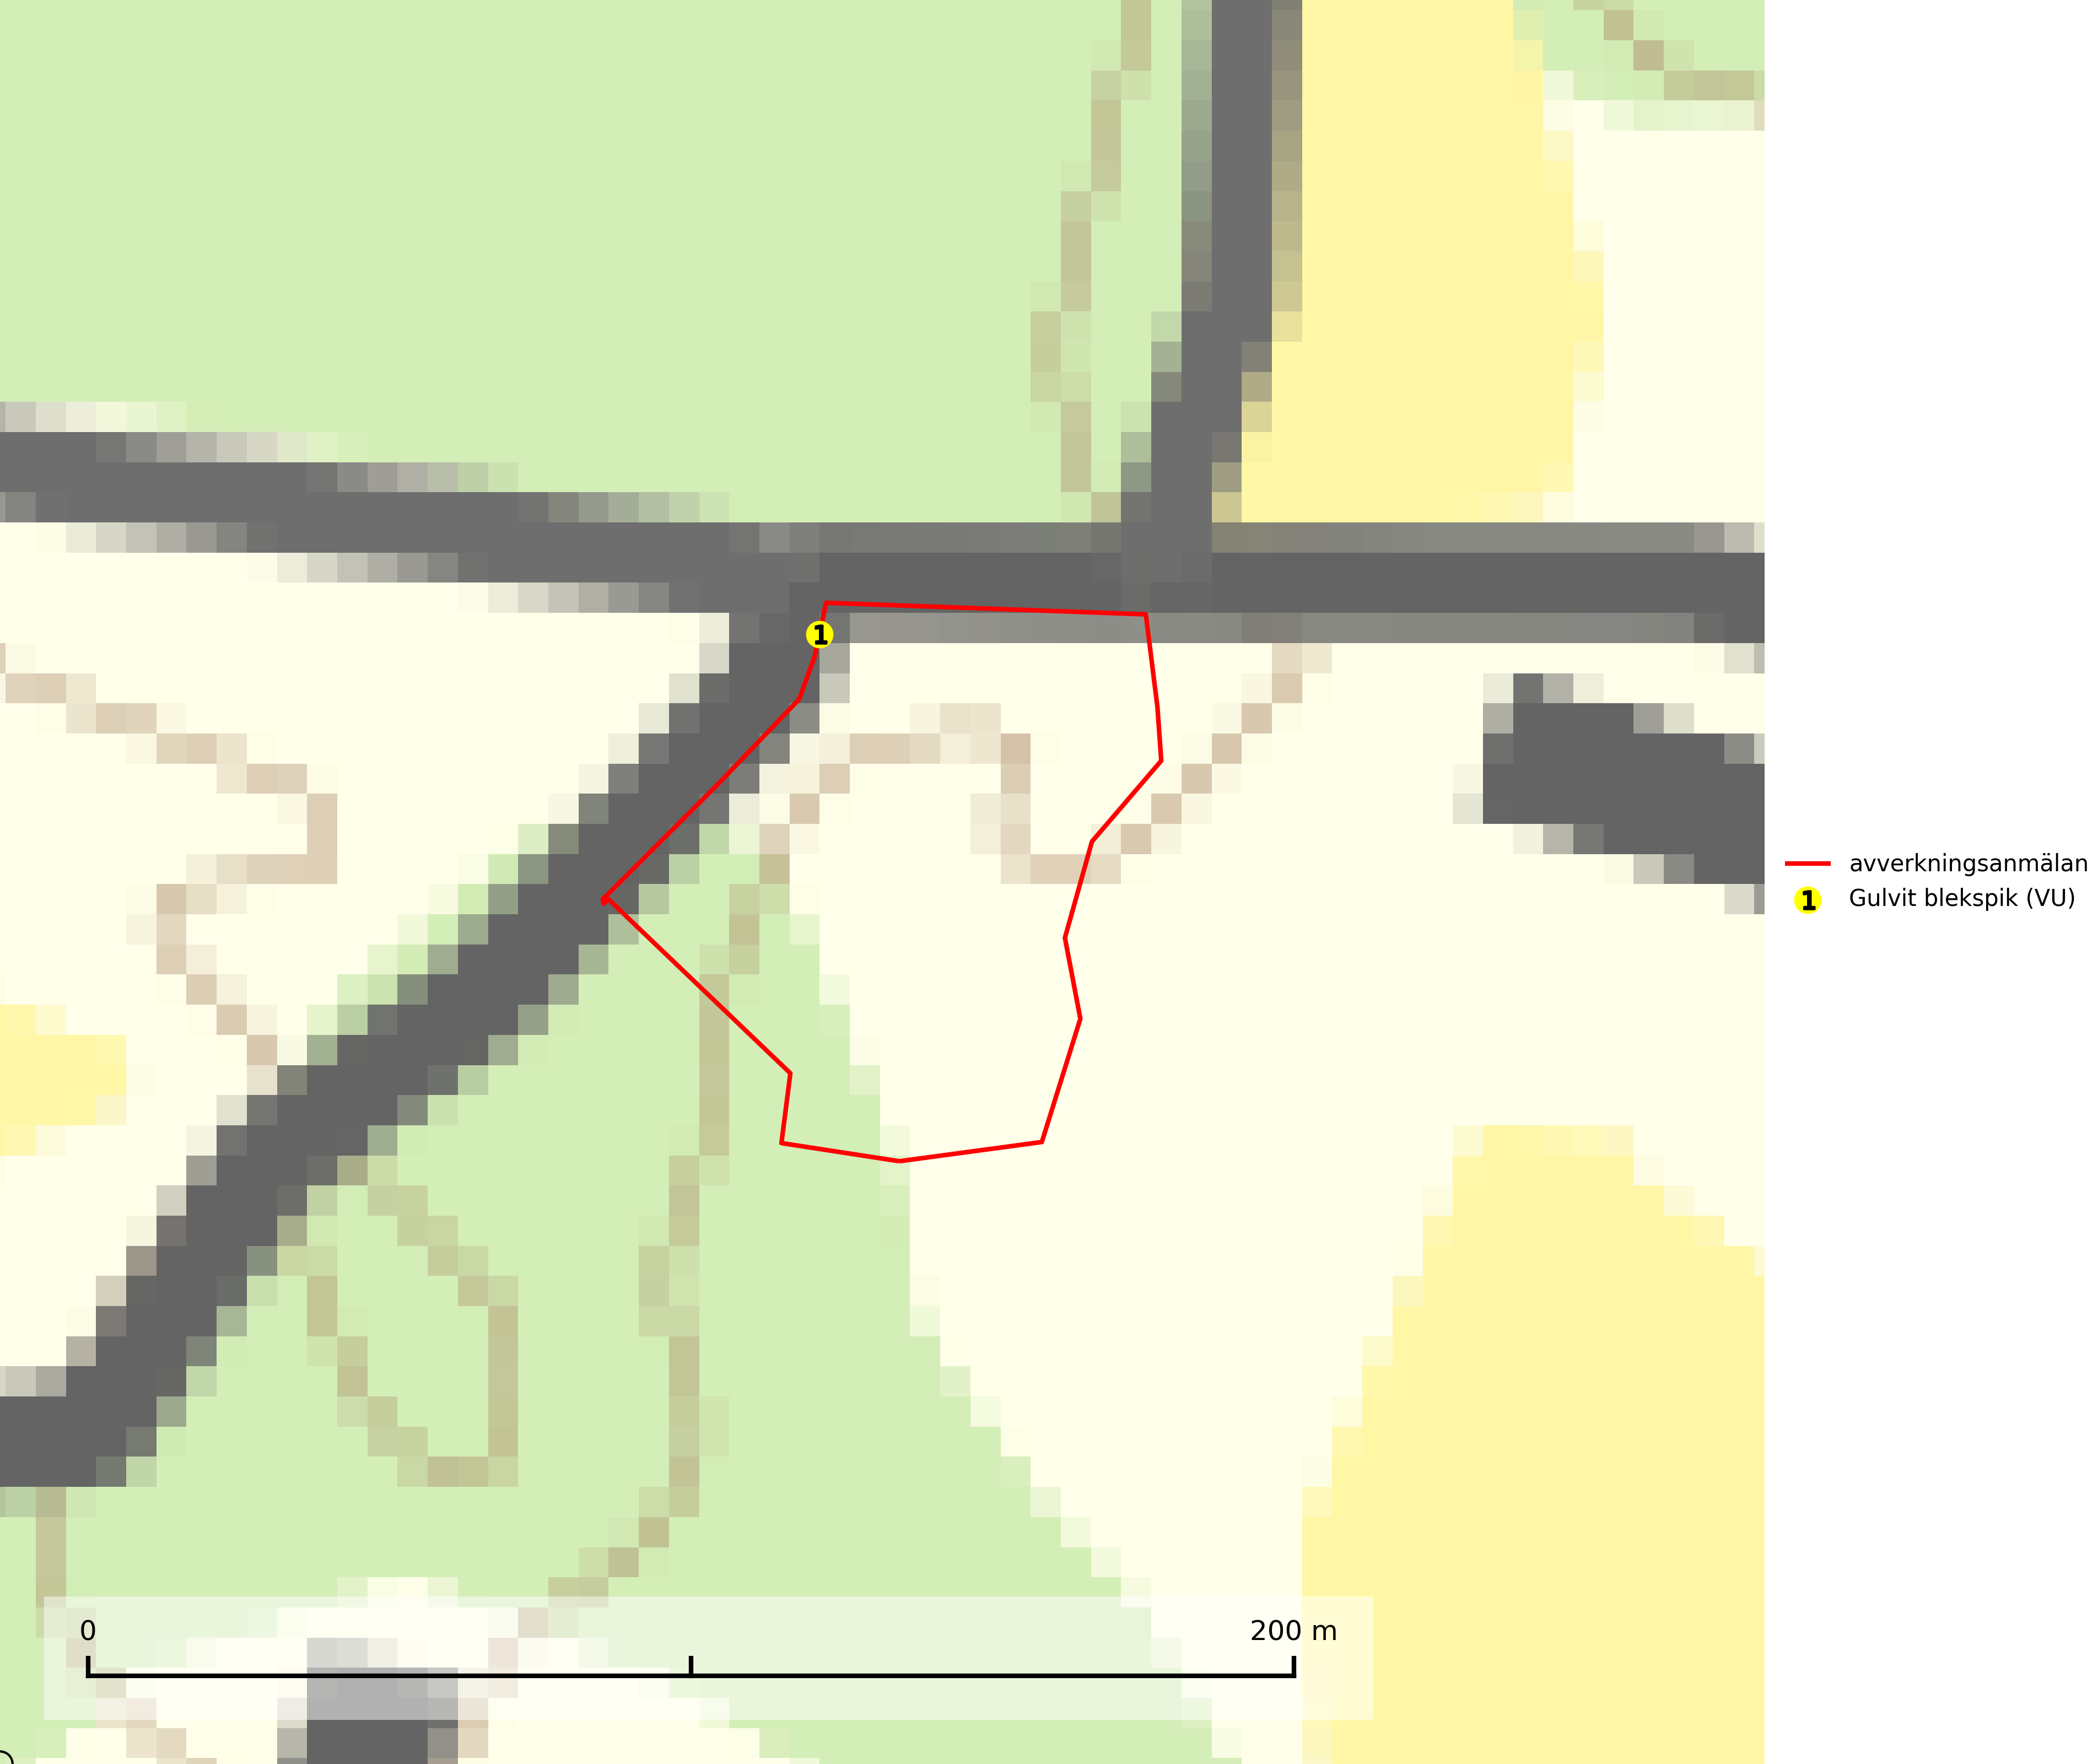 1
avverkningsanmälan
1 Gulvit blekspik (VU)
0 200 m